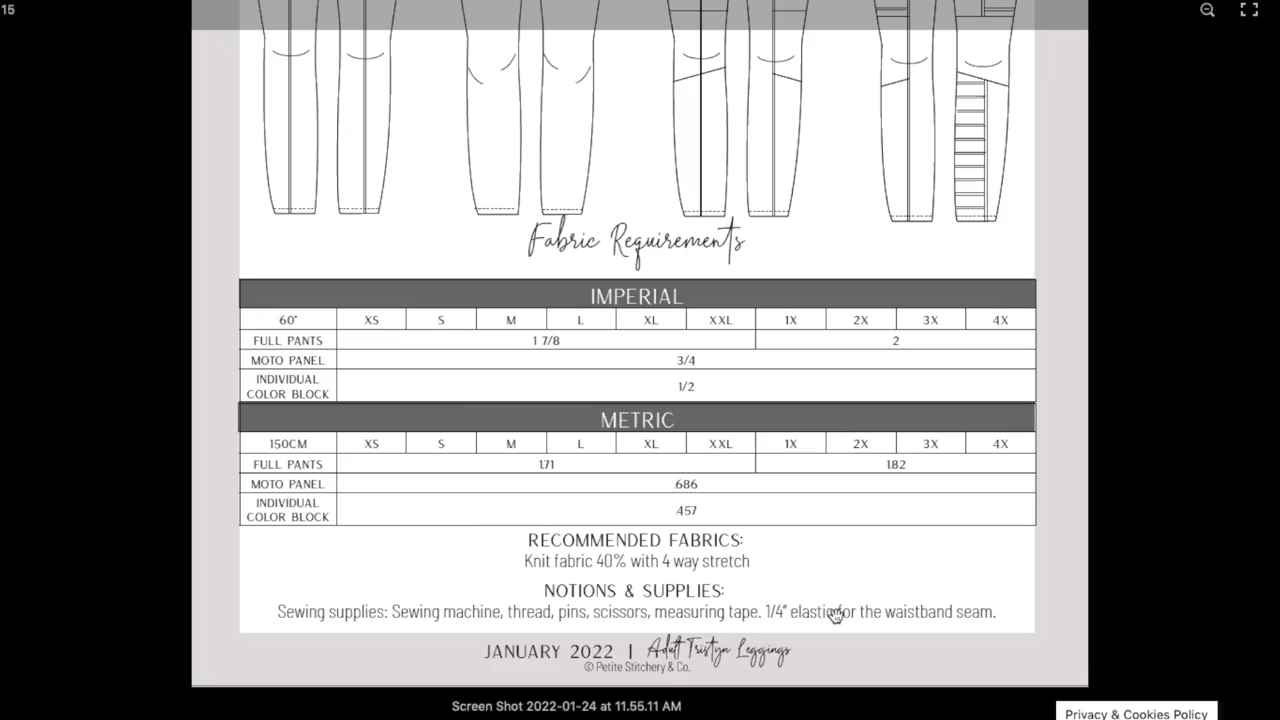 15
Fabric Requirements
IMPERIAL
60" XS S M L XL XXL 1X 2X 3X 4X
FULL PANTS 1 7/8 2
MOTO PANEL 3/4
INDIVIDUAL
COLOR BLOCK 1/2
METRIC
150CM XS S M L XL XXL 1X 2X 3X 4X
FULL PANTS 1.71 1.82
MOTO PANEL .686
INDIVIDUAL
COLOR BLOCK .457
RECOMMENDED FABRICS:
Knit fabric 40% with 4 way stretch
NOTIONS & SUPPLIES:
Sewing supplies: Sewing machine, thread, pins, scissors, measuring tape. 1/4" elastic for the waistband seam.
JANUARY 2022 | Adult Tristyn Leggings
© Petite Stitchery & Co.
Screen Shot 2022-01-24 at 11.55.11 AM
Privacy & Cookies Policy